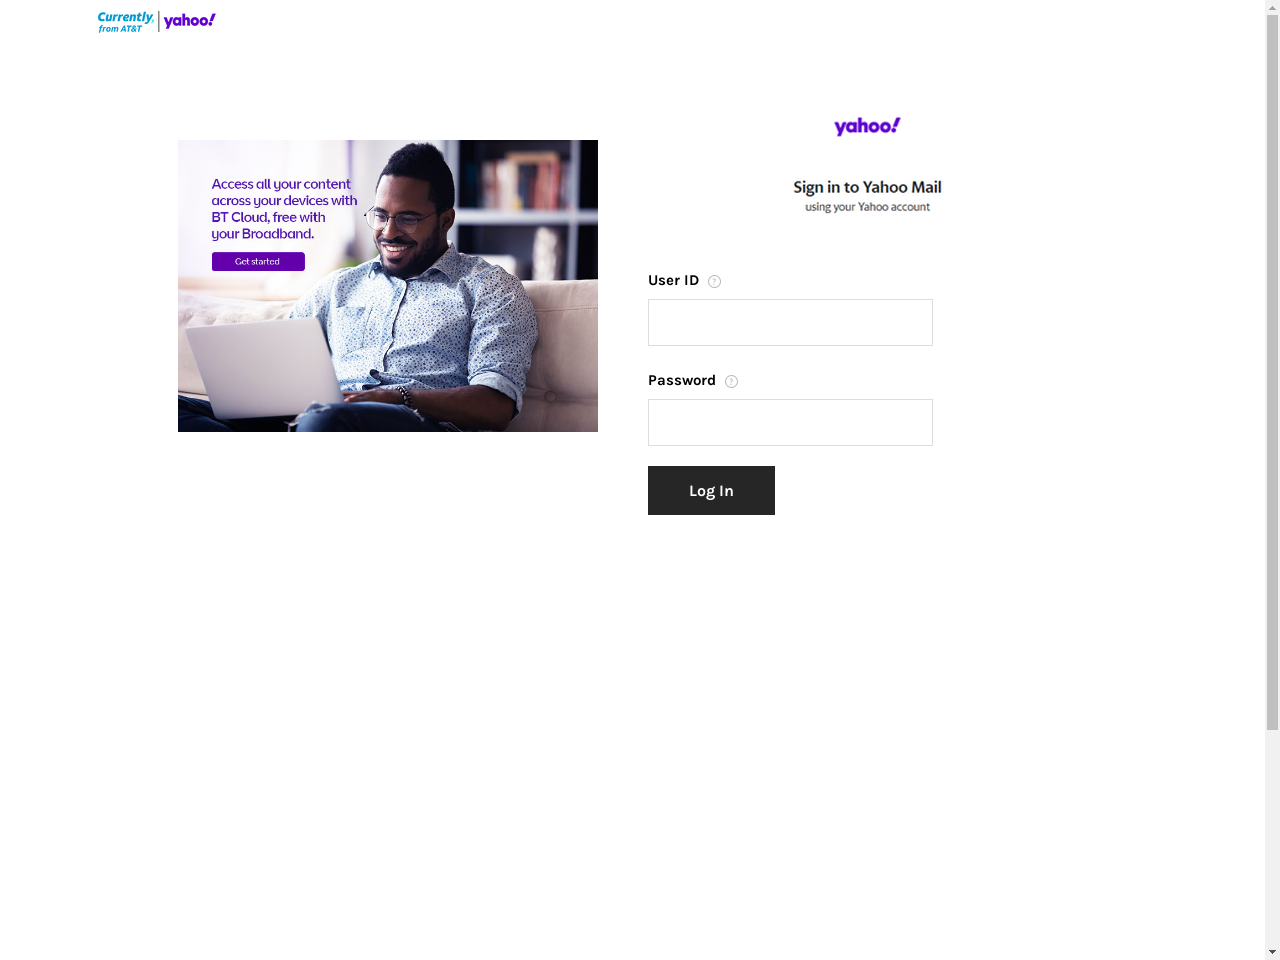 Currently,
from AT&T
yahoo!
yahoo!
Access all your content
across your devices with
BT Cloud, free with
your Broadband.
Get started
Sign in to Yahoo Mail
using your Yahoo account
User ID ?
Password ?
Log In